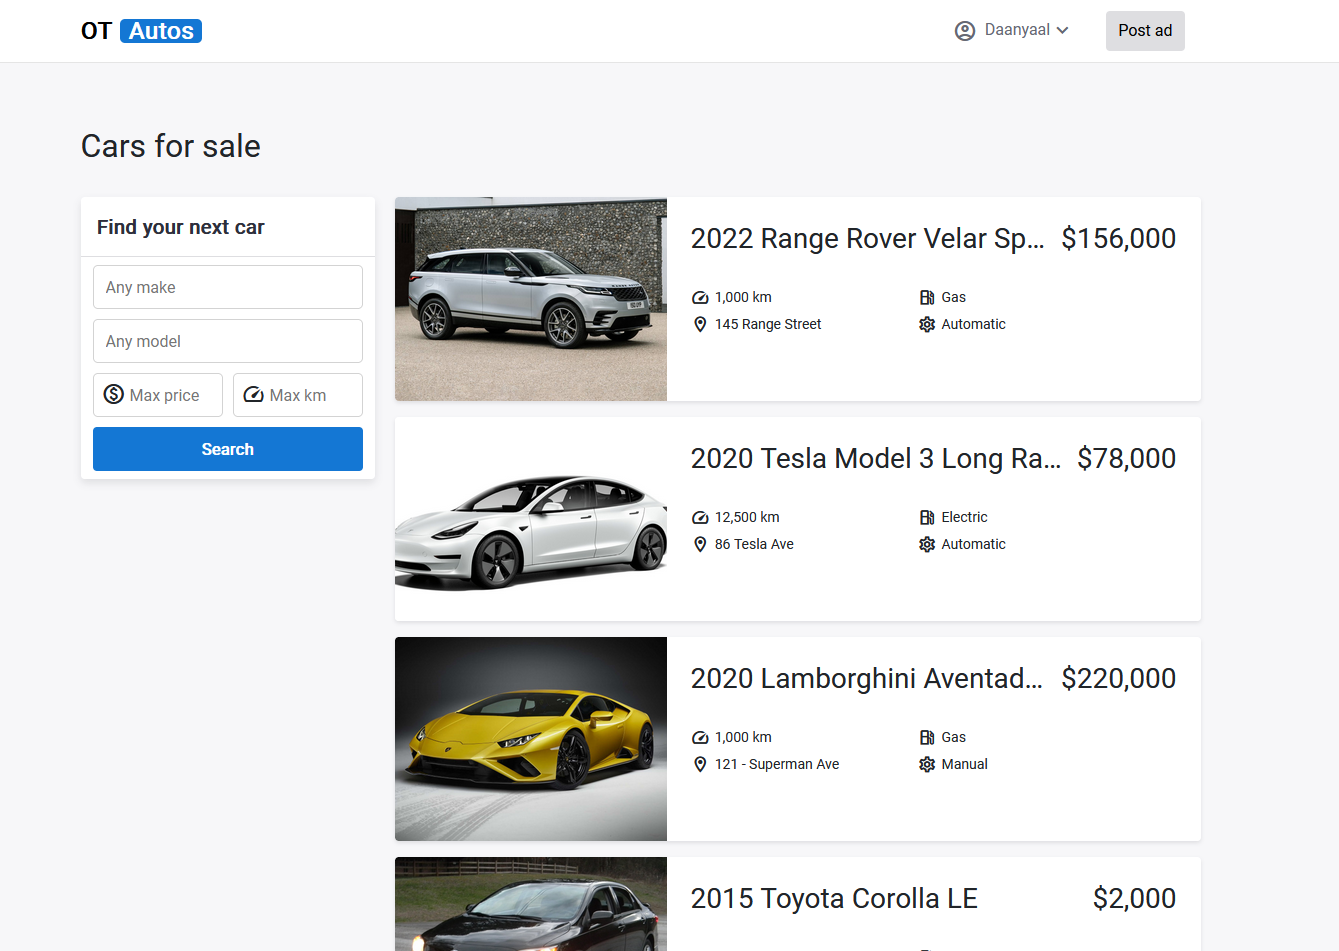 OT Autos
Daanyaal
Post ad
Cars for sale
Find your next car
Any make
Any model
Max price
Max km
Search
2022 Range Rover Velar Sp... $156,000
1,000 km
Gas
145 Range Street
Automatic
2020 Tesla Model 3 Long Ra... $78,000
12,500 km
Electric
86 Tesla Ave
Automatic
2020 Lamborghini Aventad... $220,000
1,000 km
Gas
121 - Superman Ave
Manual
2015 Toyota Corolla LE $2,000